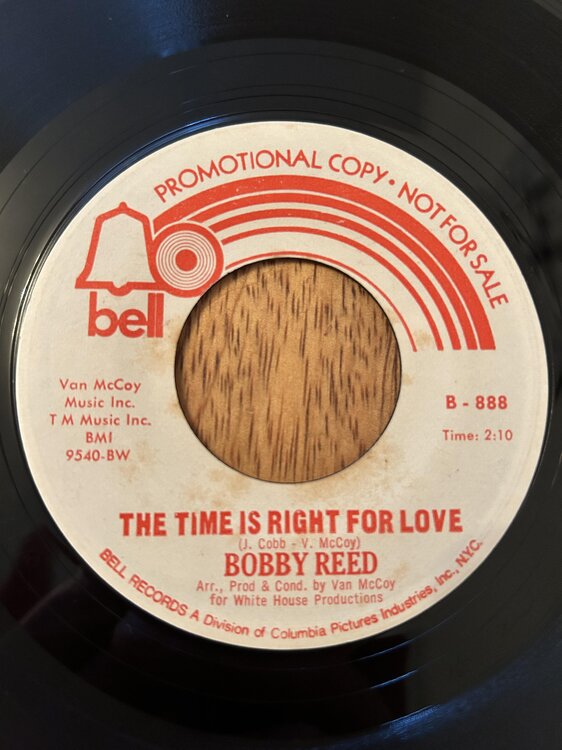 PROMOTIONAL COPY • NOT FOR SALE
bell
Van McCoy
Music Inc.
T M Music Inc.
BMI
9540-BW
B - 888
Time: 2:10
THE TIME IS RIGHT FOR LOVE
(J. Cobb - V. McCoy)
BOBBY REED
Arr., Prod & Cond. by Van McCoy
for White House Productions
BELL RECORDS A Division of Columbia Pictures Industries, Inc., N.Y.C.